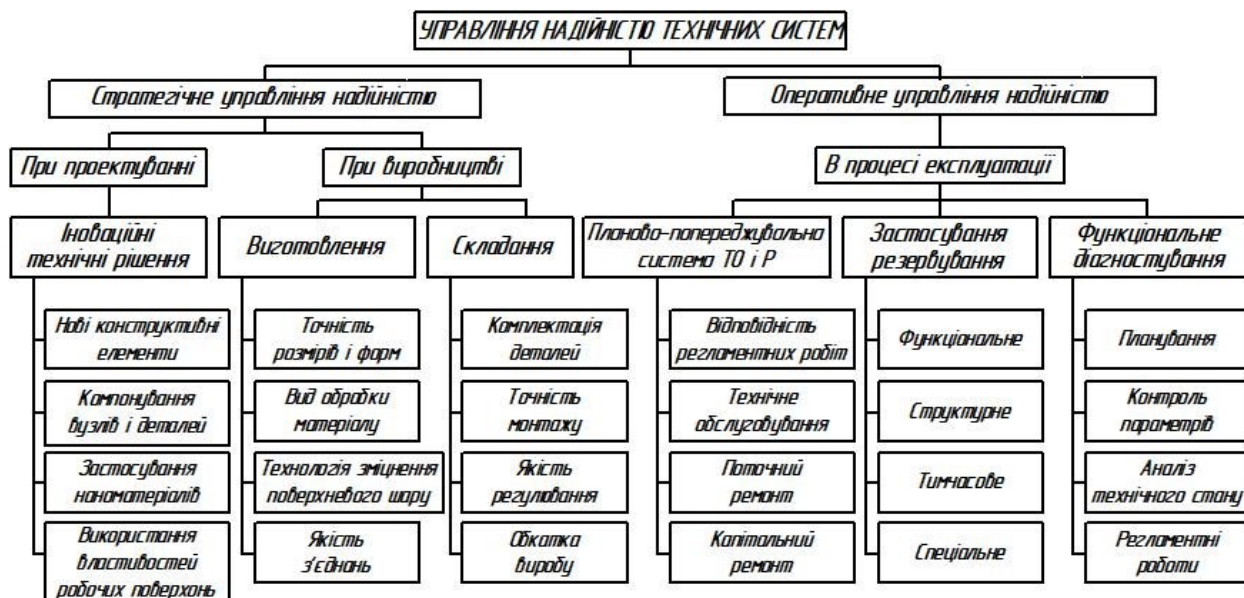 УПРАВЛІННЯ НАДІЙНІСТЮ ТЕХНІЧНИХ СИСТЕМ
Стратегічне управління надійністю
Оперативне управління надійністю
При проектуванні
При виробництві
В процесі експлуатації
Іноваційні
технічні рішення
Виготовлення
Складання
Планово-попереджувальна
система ТО і Р
Застосування
резервування
Функціональне
діагностування
Нові конструктивні
елементи
Точність
розмірів і форм
Комплектація
деталей
Відповідність
регламентних робіт
Функціональне
Планування
Компонування
вузлів і деталей
Вид обробки
матеріалу
Точність
монтажу
Технічне
обслуговування
Структурне
Контроль
параметрів
Застосування
наноматеріалів
Технологія зміцнення
поверхневого шару
Якість
регулювання
Поточний
ремонт
Тимчасове
Аналіз
технічного стану
Використання
властивостей
робочих поверхонь
Якість
з'єднань
Обкатка
виробу
Капітальний
ремонт
Спеціальне
Регламентні
роботи